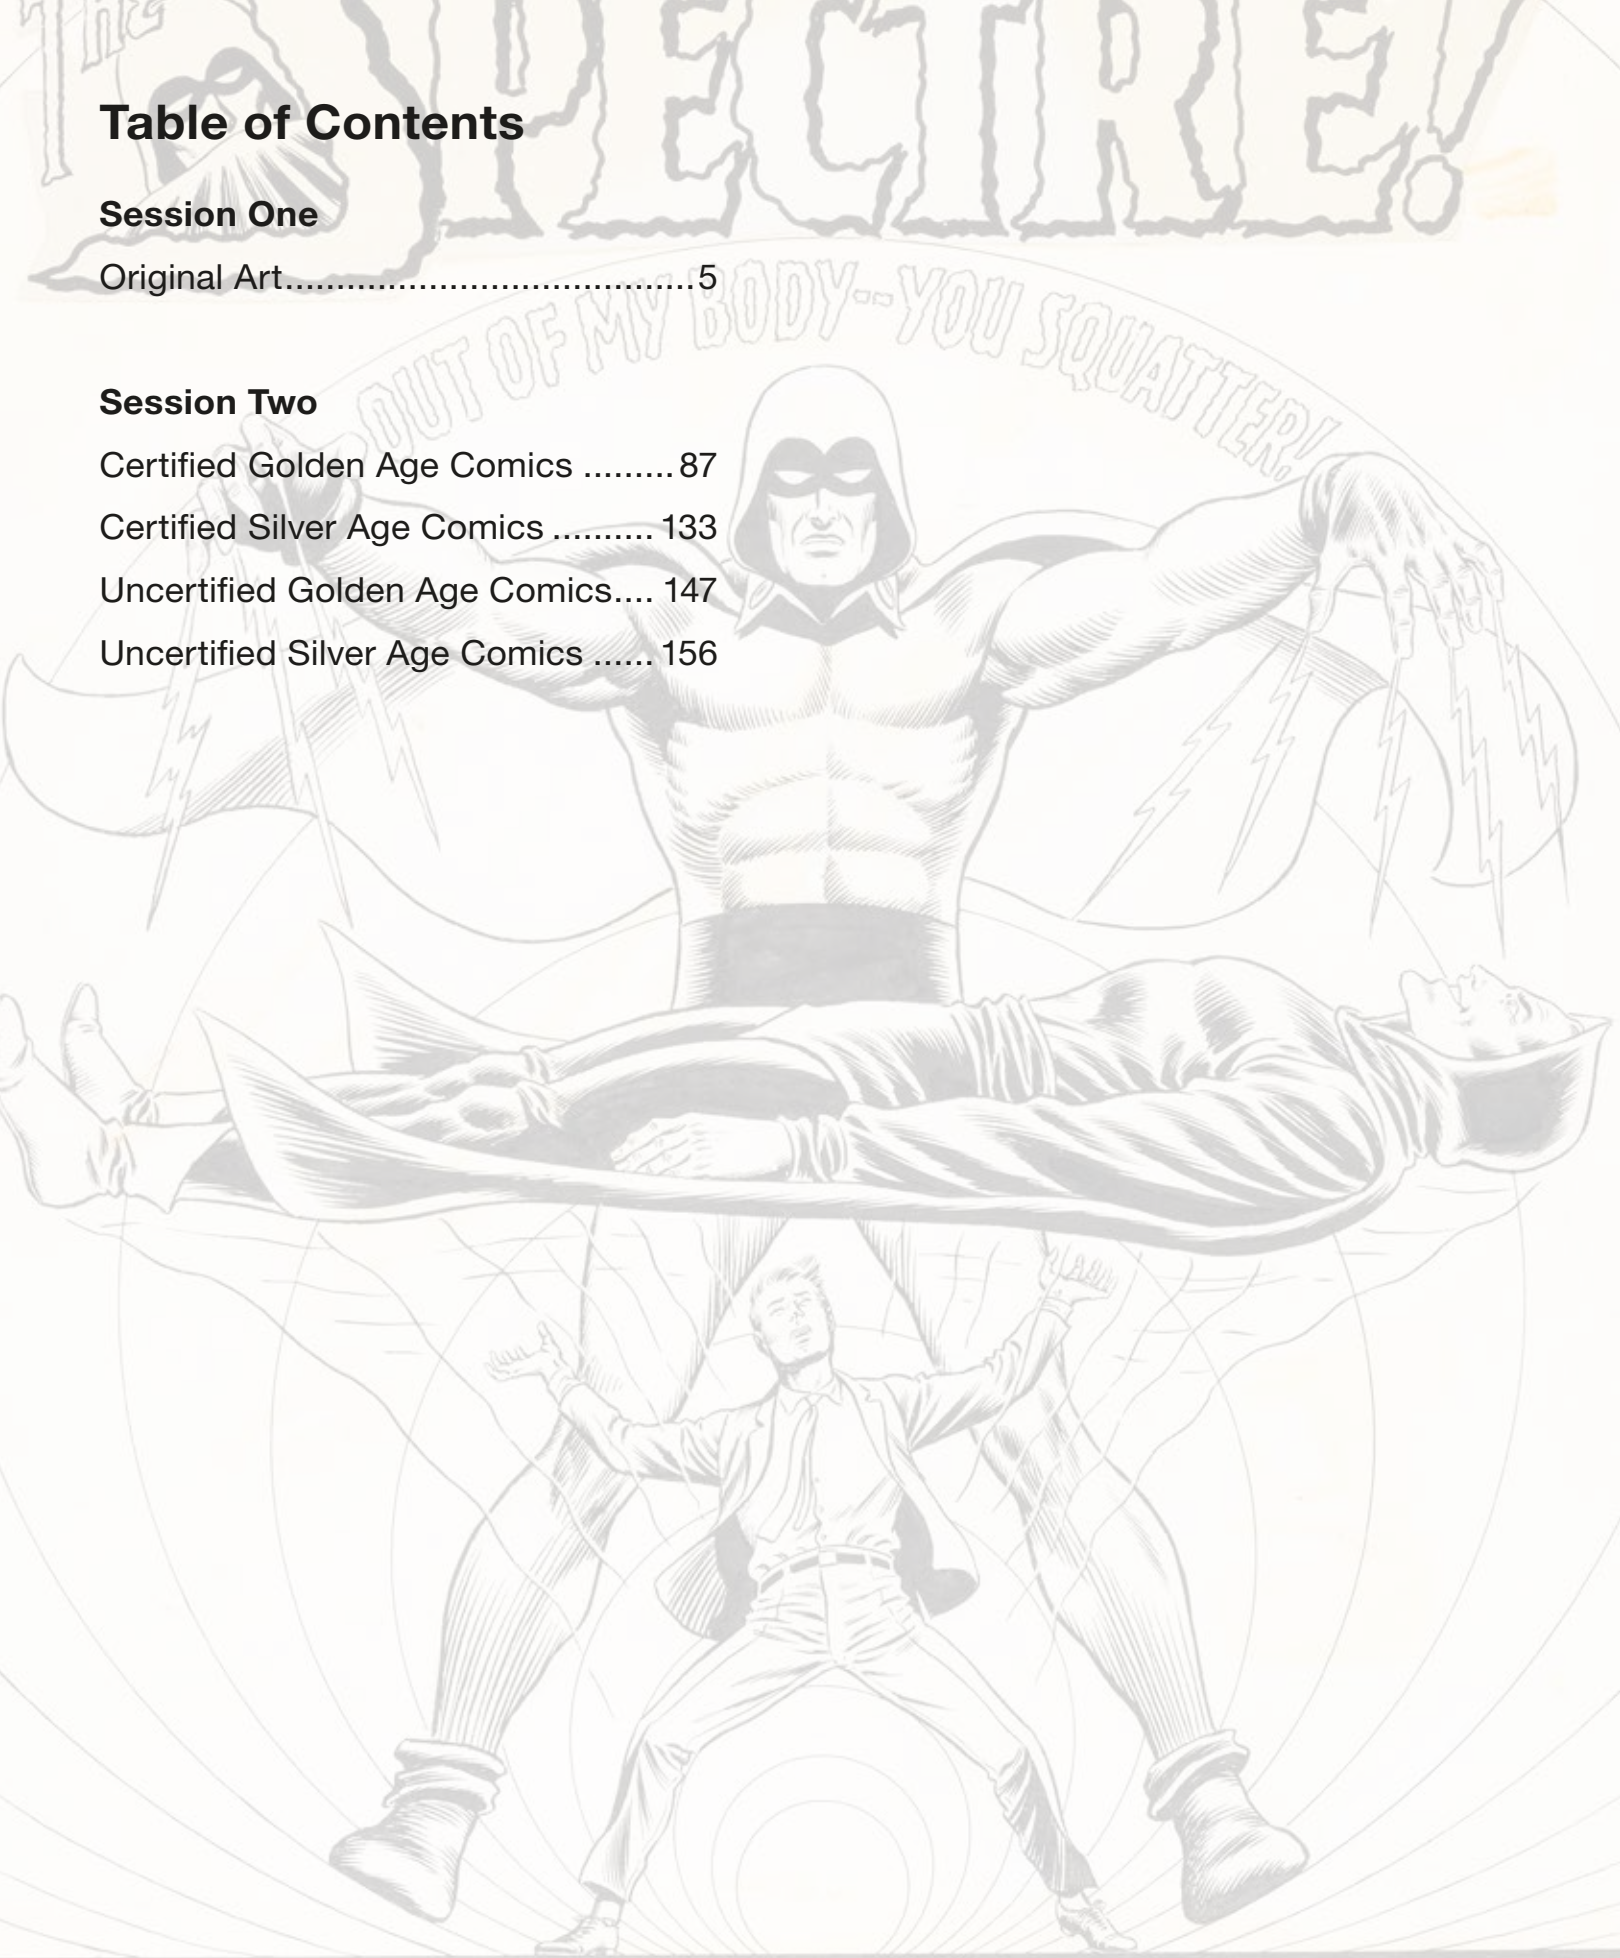 THE SPECTRE!
Table of Contents
Session One
Original Art........................................5
OUT OF MY BODY--YOU SQUATTER!
Session Two
Certified Golden Age Comics .........87
Certified Silver Age Comics ..........133
Uncertified Golden Age Comics....147
Uncertified Silver Age Comics ......156